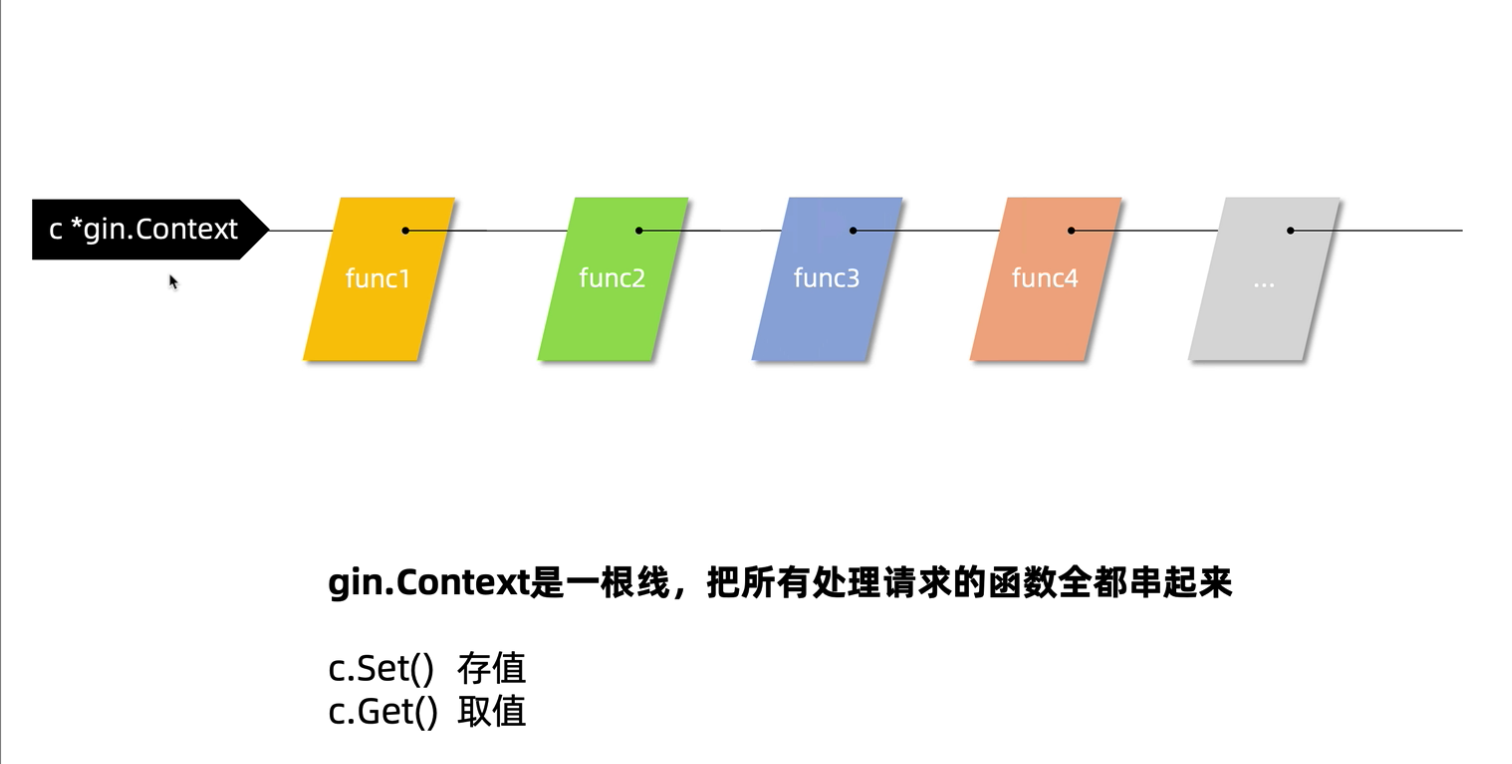 c *gin.Context
func1
func2
func3
func4
...
gin.Context是一根线，把所有处理请求的函数全都串起来
c.Set() 存值
c.Get() 取值